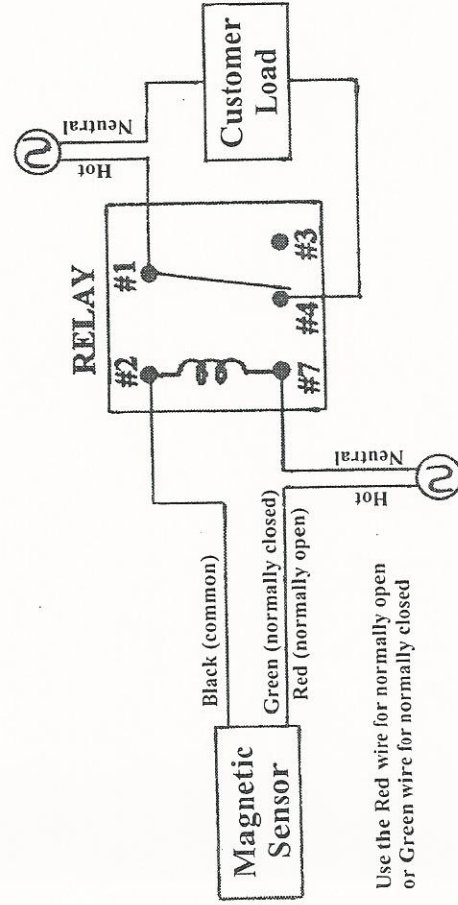 RELAY
#2
#1
#7
#4
#3
Hot
Neutral
Customer
Load
Black (common)
Green (normally closed)
Red (normally open)
Magnetic
Sensor
Hot
Neutral
Use the Red wire for normally open
or Green wire for normally closed